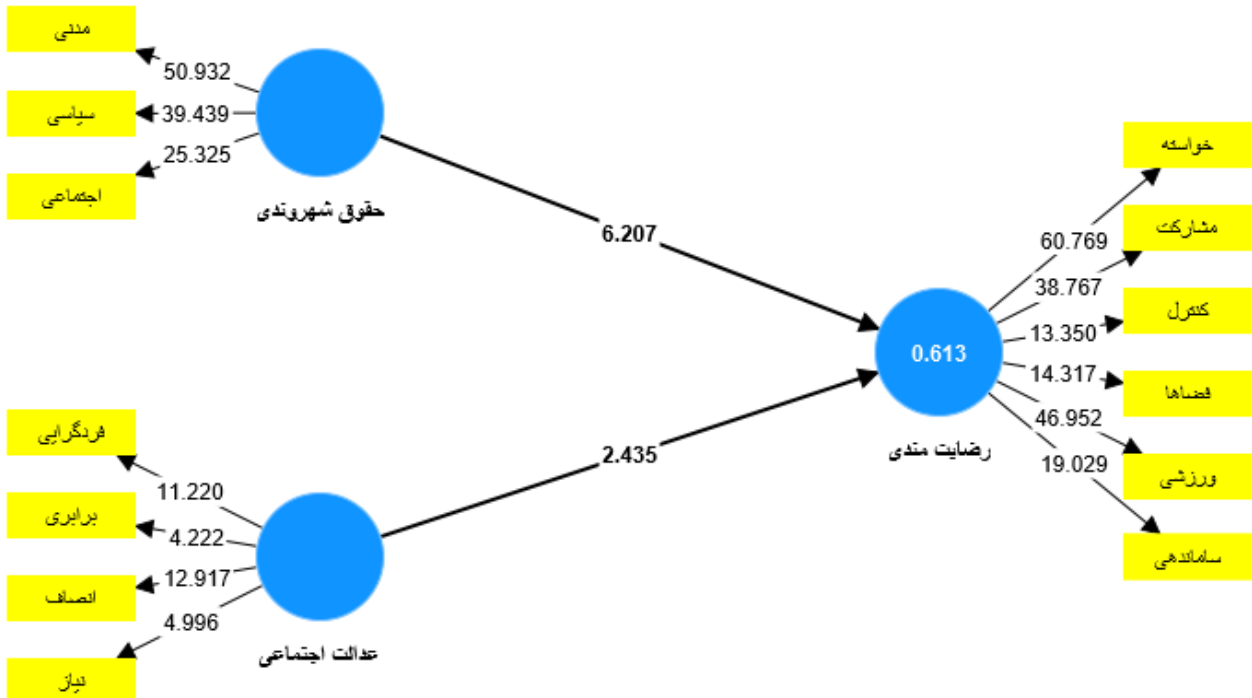 مدنی
50.932
سیاسی
39.439
اجتماعی
25.325
حقوق شهروندی
6.207
فردگرایی
11.220
برابری
4.222
انصاف
12.917
نیاز
4.996
عدالت اجتماعی
2.435
0.613
رضایت مندی
خواسته
60.769
مشارکت
38.767
کنترل
13.350
فضاها
14.317
ورزشی
46.952
ساماندهی
19.029